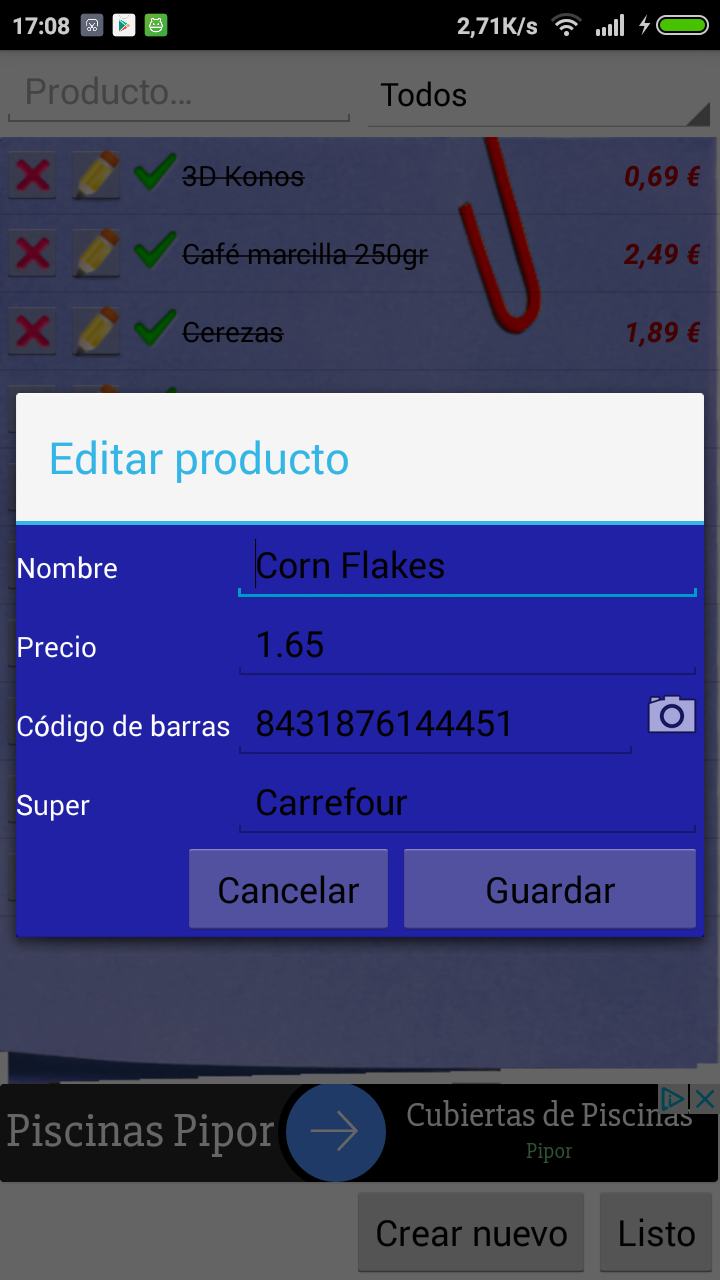 17:08 2,71K/s
Producto... Todos
3D Konos 0,69 €
Café marcilla 250gr 2,49 €
Cerezas 1,89 €
Editar producto
Nombre Corn Flakes
Precio 1.65
Código de barras 8431876144451
Super Carrefour
Cancelar Guardar
Piscinas Pipor Cubiertas de Piscinas
Pipor
Crear nuevo Listo